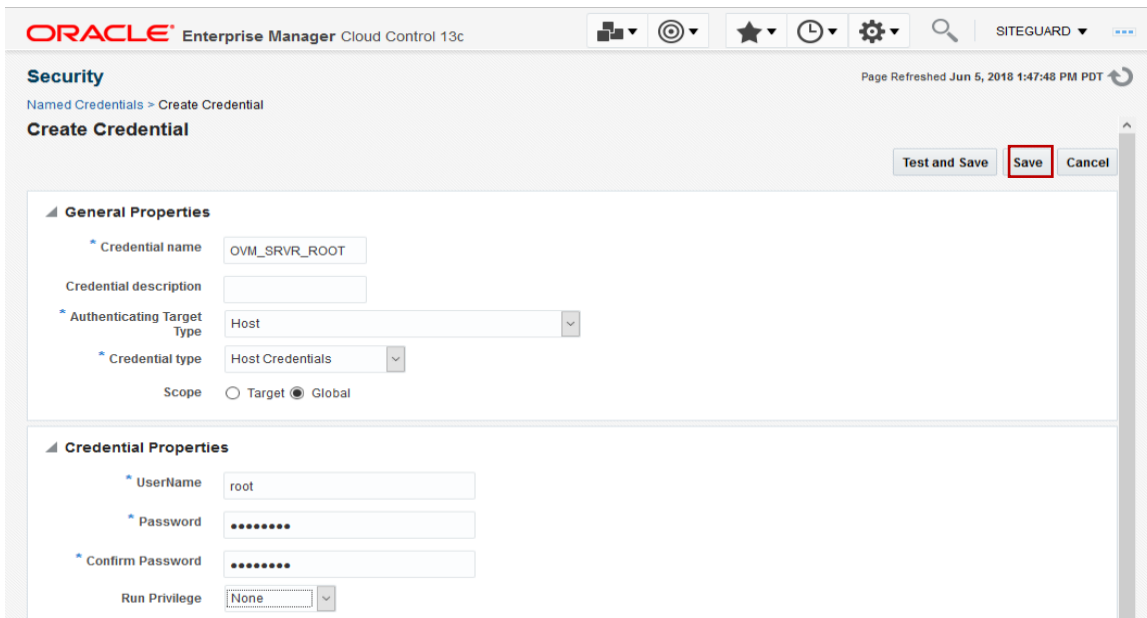 ORACLE Enterprise Manager Cloud Control 13c SITEGUARD
Security
Page Refreshed Jun 5, 2018 1:47:48 PM PDT
Named Credentials > Create Credential
Create Credential
Test and Save Save Cancel
General Properties
* Credential name OVM_SRVR_ROOT
Credential description
* Authenticating Target Type Host
* Credential type Host Credentials
Scope Target Global
Credential Properties
* UserName root
* Password ••••••••
* Confirm Password ••••••••
Run Privilege None